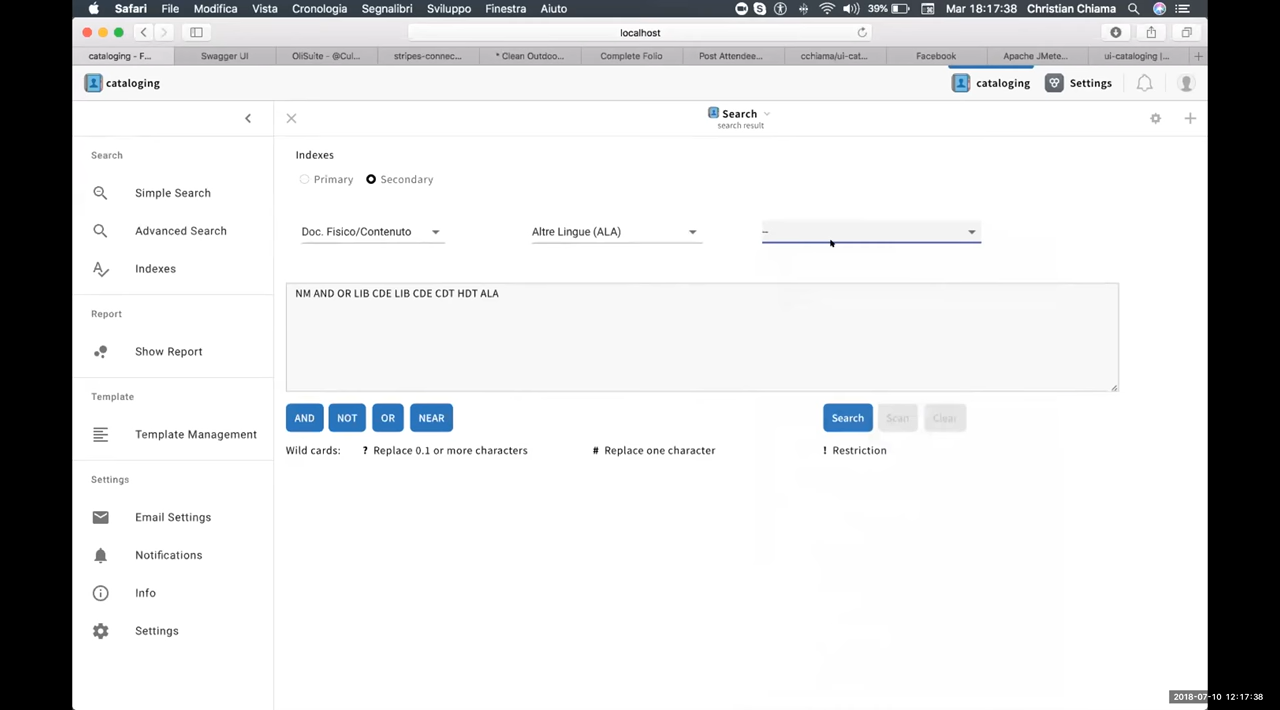 Safari File Modifica Vista Cronologia Segnalibri Sviluppo Finestra Aiuto 39% Mar 18:17:38 Christian Chiama
localhost
cataloging - F... Swagger UI OliSuite - @Cul... stripes-connec... * Clean Outdoo... Complete Folio Post Attendee... cchiama/ui-cat... Facebook Apache JMete... ui-cataloging |...
cataloging cataloging Settings
Search
search result
Search
Simple Search
Advanced Search
Indexes
Report
Show Report
Template
Template Management
Settings
Email Settings
Notifications
Info
Settings
Indexes
Primary Secondary
Doc. Fisico/Contenuto Altre Lingue (ALA) --
NM AND OR LIB CDE LIB CDE CDT HDT ALA
AND NOT OR NEAR Search Scan Clear
Wild cards: ? Replace 0.1 or more characters # Replace one character ! Restriction
2018-07-10 12:17:38